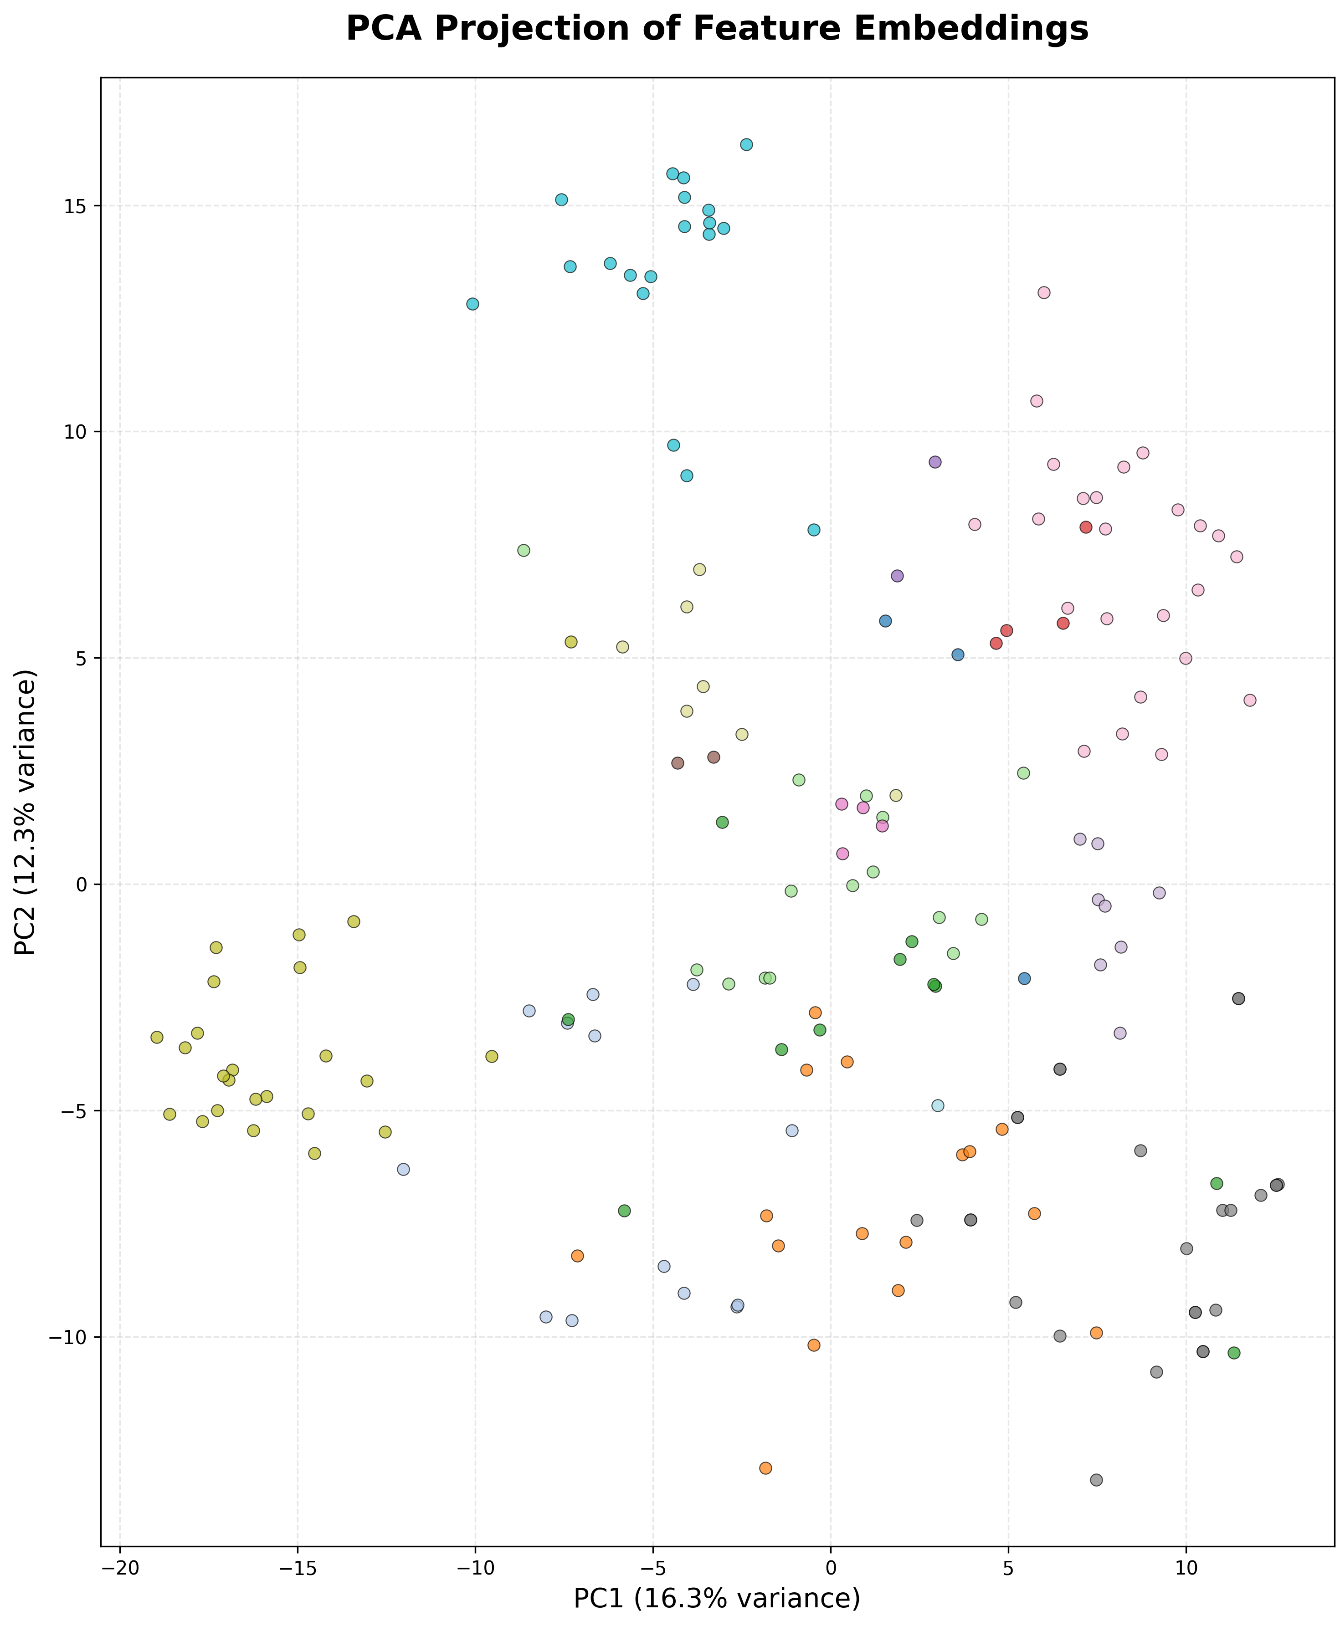 PCA Projection of Feature Embeddings
15
10
5
0
−5
−10
PC2 (12.3% variance)
−20 −15 −10 −5 0 5 10
PC1 (16.3% variance)